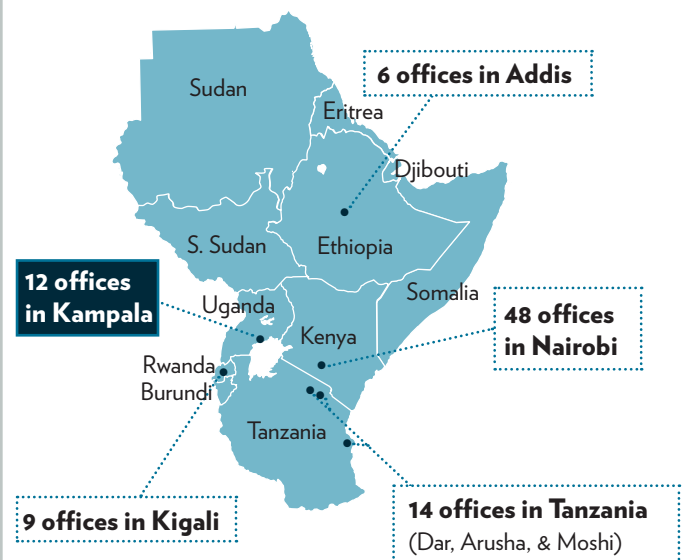 Sudan
6 offices in Addis
Eritrea
Djibouti
S. Sudan
Ethiopia
12 offices
in Kampala
Uganda
Somalia
Kenya
48 offices
in Nairobi
Rwanda
Burundi
Tanzania
9 offices in Kigali
14 offices in Tanzania
(Dar, Arusha, & Moshi)